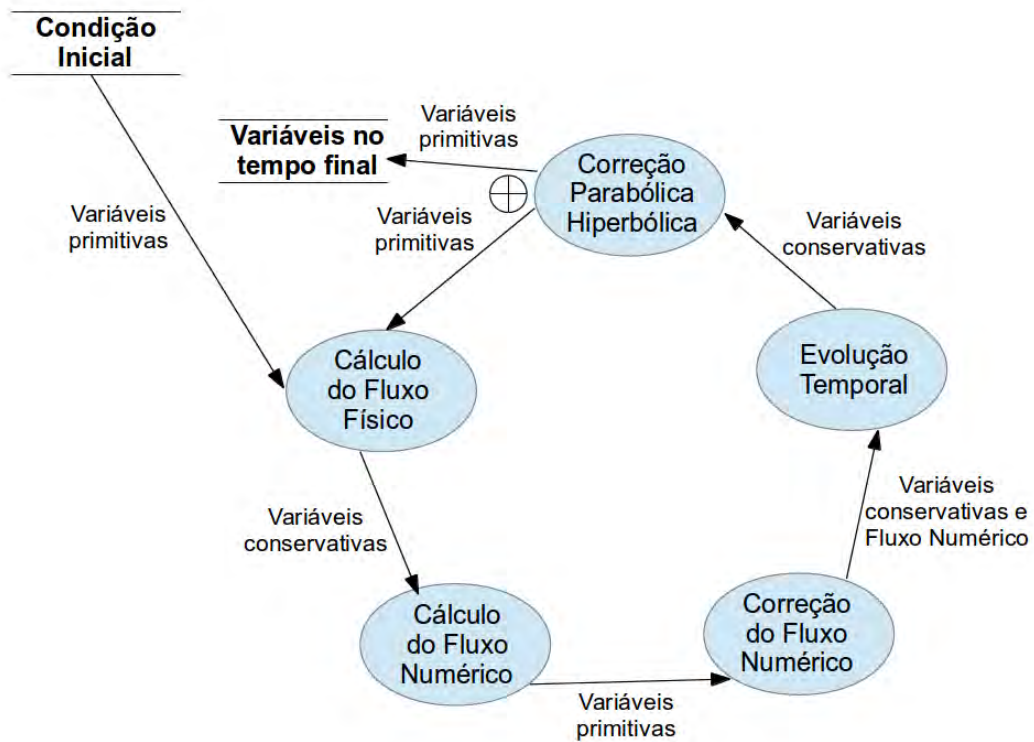 Condição
Inicial
Variáveis
primitivas
Variáveis no
tempo final
Correção
Parabólica
Hiperbólica
Variáveis
primitivas
Variáveis
primitivas
Variáveis
conservativas
Cálculo
do Fluxo
Físico
Evolução
Temporal
Variáveis
conservativas
Variáveis
conservativas e
Fluxo Numérico
Cálculo
do Fluxo
Numérico
Correção
do Fluxo
Numérico
Variáveis
primitivas